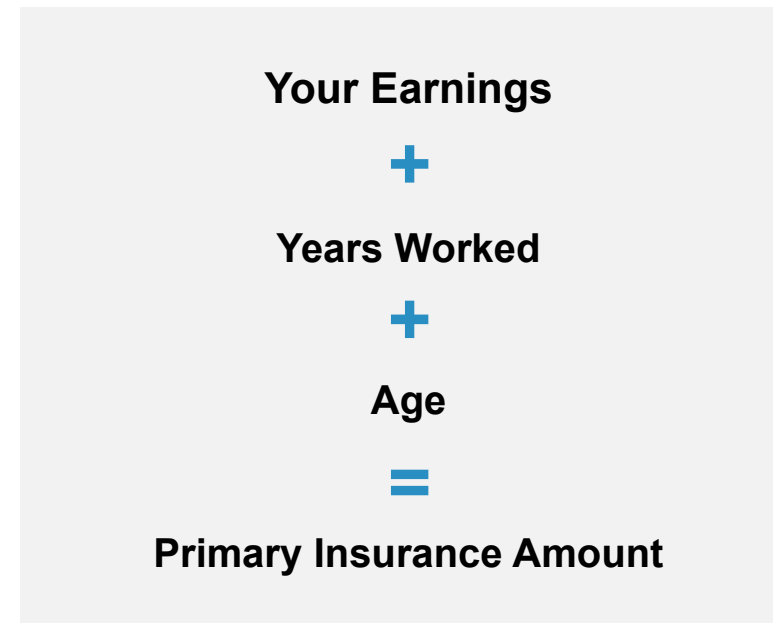 Your Earnings
+
Years Worked
+
Age
=
Primary Insurance Amount